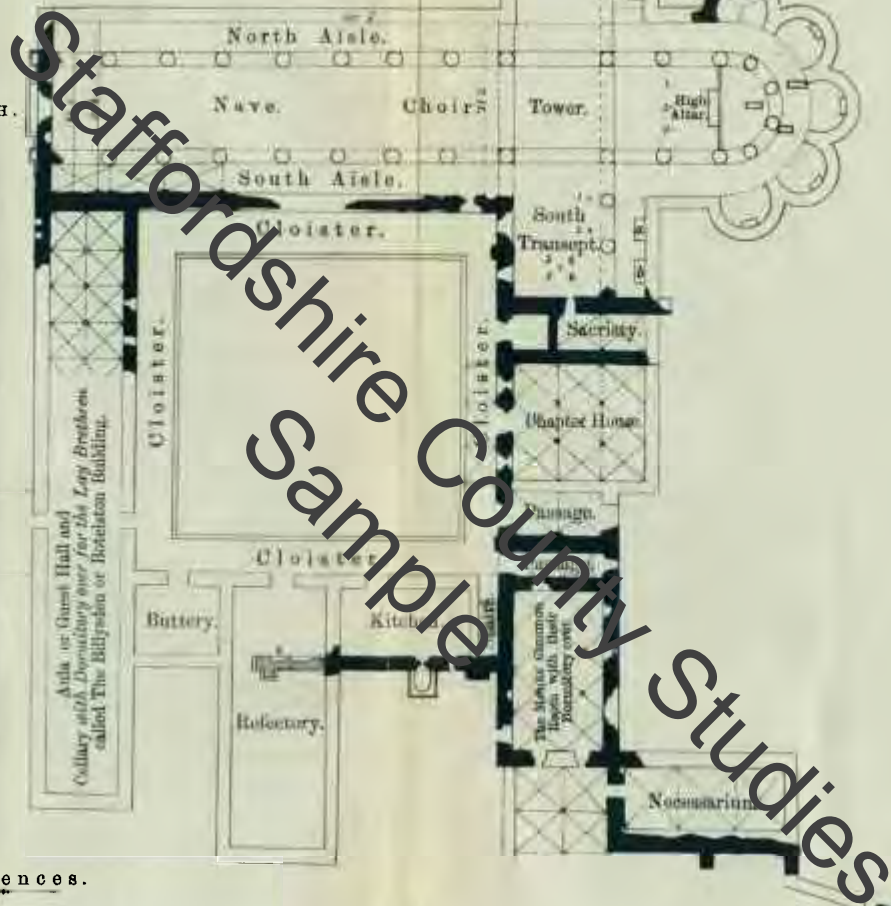 North Aisle.
H.
Nave.
Choir
Tower.
High
Altar.
South Aisle.
South
Transept.
Cloister.
Sacristy.
Cloister.
Cloister.
Chapter House.
Passage.
Cloister
Aula or Guest Hall and
Cellary with Dormitory over for the Lay Brethren
called The Billysdon or Botelston Building.
Buttery.
Kitchen.
The Monks Common
Room with their
Dormitory over
Refectory.
Necessarium
ences.
Staffordshire County Studies
Sample